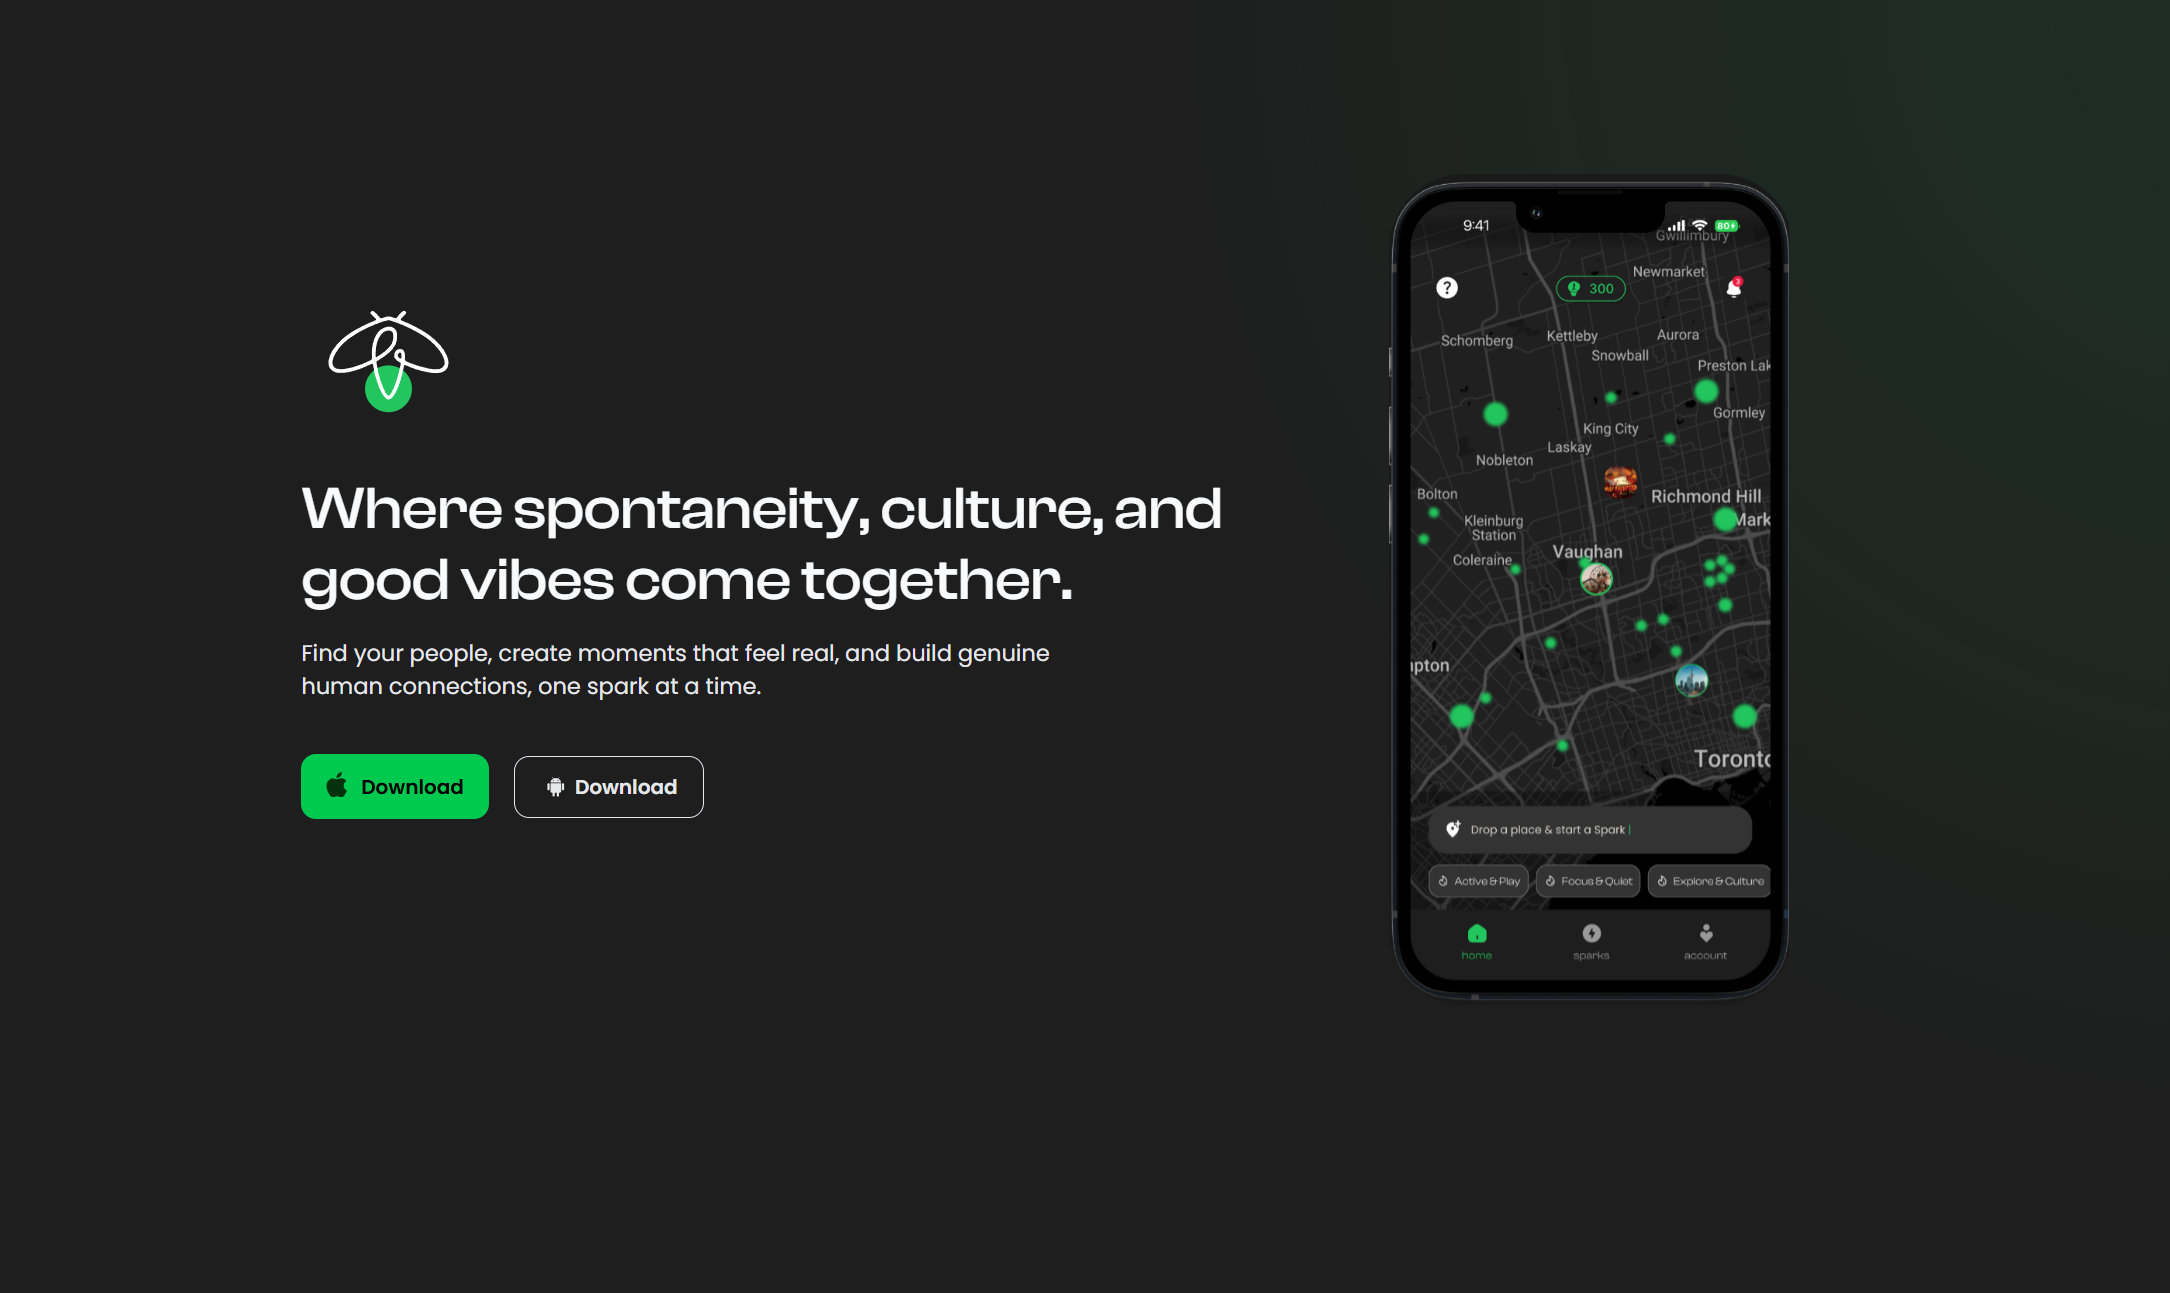 Where spontaneity, culture, and
good vibes come together.
Find your people, create moments that feel real, and build genuine
human connections, one spark at a time.
Download
Download
9:41
80
Gwillimbury
Newmarket
?
300
3
Schomberg
Kettleby
Aurora
Snowball
Preston Lak
Gormley
King City
Laskay
Nobleton
Bolton
Richmond Hill
Mark
Kleinburg
Station
Vaughan
Coleraine
mpton
Toronto
Drop a place & start a Spark
Active & Play
Focus & Quiet
Explore & Culture
home
sparks
account